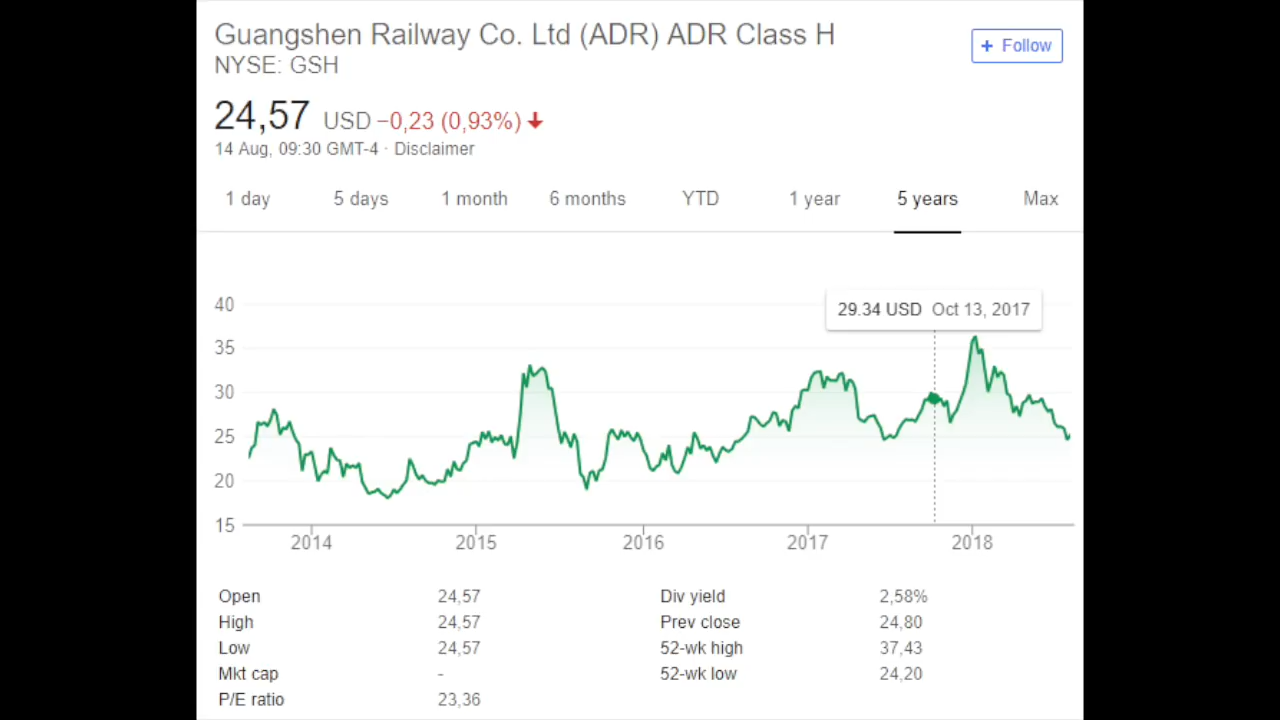 Guangshen Railway Co. Ltd (ADR) ADR Class H
+ Follow
NYSE: GSH
24,57 USD −0,23 (0,93%)
14 Aug, 09:30 GMT-4 · Disclaimer
1 day 5 days 1 month 6 months YTD 1 year 5 years Max
29.34 USD Oct 13, 2017
40
35
30
25
20
15
2014 2015 2016 2017 2018
Open 24,57 Div yield 2,58%
High 24,57 Prev close 24,80
Low 24,57 52-wk high 37,43
Mkt cap - 52-wk low 24,20
P/E ratio 23,36